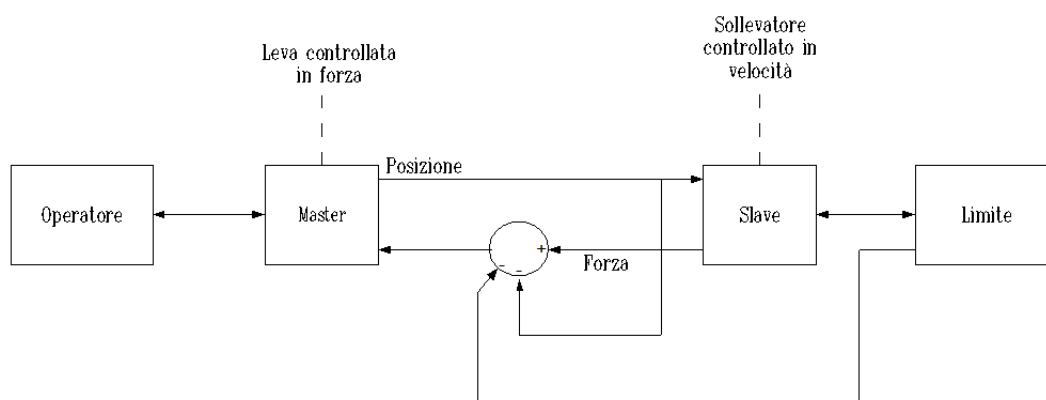 Leva controllata
in forza
Sollevatore
controllato in
velocità
Posizione
Operatore
Master
Slave
Limite
+
-
-
Forza